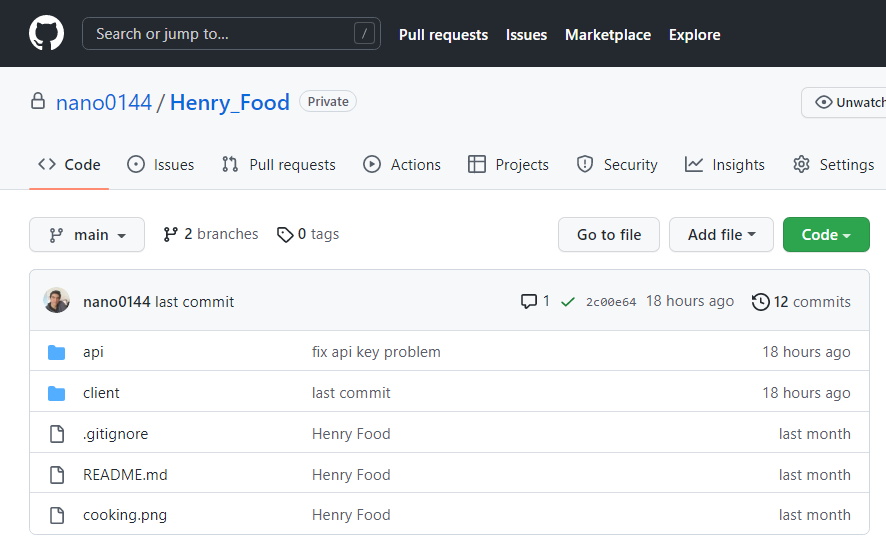 Search or jump to... / Pull requests Issues Marketplace Explore
nano0144 / Henry_Food Private Unwatch
Code Issues Pull requests Actions Projects Security Insights Settings
main 2 branches 0 tags Go to file Add file Code
nano0144 last commit 1 2c00e64 18 hours ago 12 commits
api fix api key problem 18 hours ago
client last commit 18 hours ago
.gitignore Henry Food last month
README.md Henry Food last month
cooking.png Henry Food last month